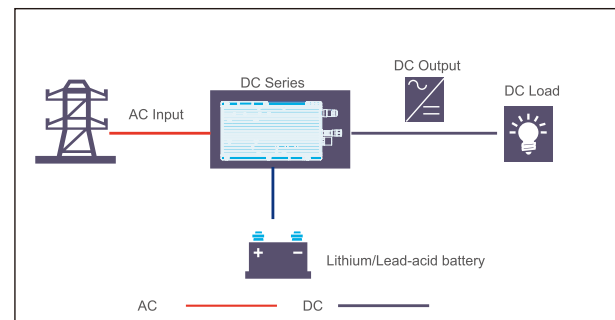 DC Output
DC Series
DC Load
AC Input
Lithium/Lead-acid battery
AC
DC